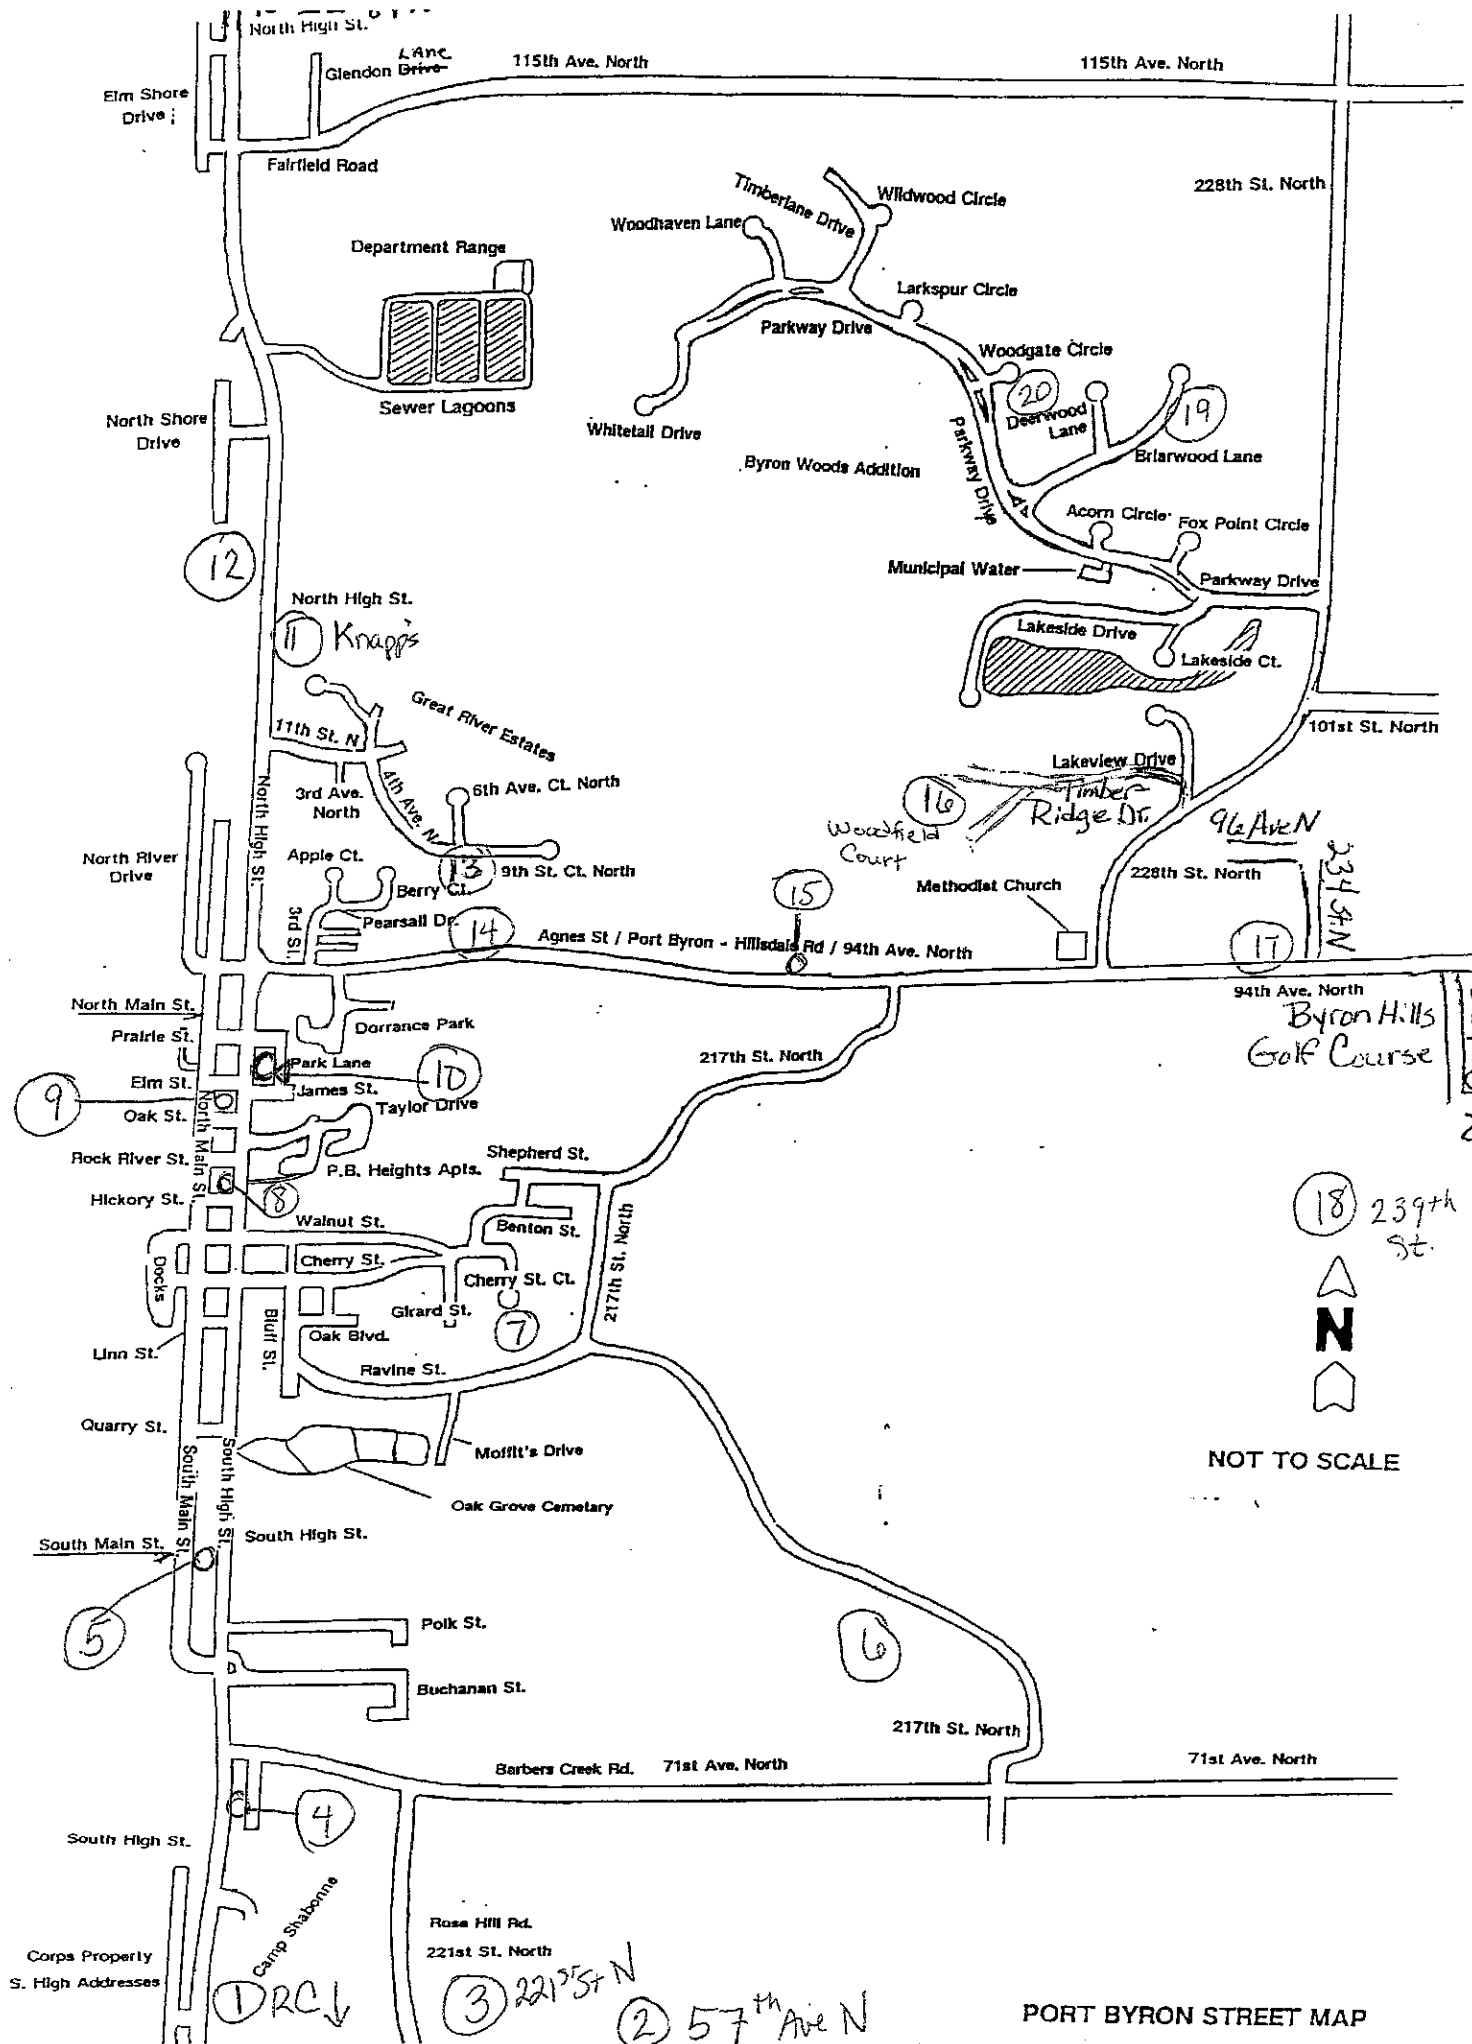 North High St.
LANE
Glendon Drive
115th Ave. North
115th Ave. North
Elm Shore
Drive
Fairfield Road
228th St. North
Timberlane Drive
Wildwood Circle
Woodhaven Lane
Department Range
Larkspur Circle
Parkway Drive
Woodgate Circle
20
Sewer Lagoons
Whitetail Drive
Deerwood
Lane
19
Briarwood Lane
North Shore
Drive
Byron Woods Addition
Parkway Drive
Acorn Circle
Fox Point Circle
12
Municipal Water
Parkway Drive
North High St.
11 Knapp's
Lakeside Drive
Lakeside Ct.
Great River Estates
11th St. N
101st St. North
3rd Ave.
North
4th Ave. N
6th Ave. Ct. North
Lakeview Drive
16
Timber
Ridge Dr.
Woodfield
Court
96 Ave N
North High St.
North River
Drive
Apple Ct.
13
9th St. Ct. North
Berry Ct.
Pearsall Dr.
3rd St.
14
15
Methodist Church
228th St. North
234 St. N
Agnes St / Port Byron - Hillsdale Rd / 94th Ave. North
17
94th Ave. North
Byron Hills
Golf Course
North Main St.
Prairie St.
Dorrance Park
Park Lane
217th St. North
10
Elm St.
James St.
9
Oak St.
Taylor Drive
North Main St.
Rock River St.
P.B. Heights Apts.
Shepherd St.
Hickory St.
8
18 239th
St.
Walnut St.
Benton St.
217th St. North
Docks
Cherry St.
Cherry St. Ct.
Girard St.
7
N
Bluff St.
Oak Blvd.
Linn St.
Ravine St.
Quarry St.
Moffit's Drive
NOT TO SCALE
South Main St.
South High St.
Oak Grove Cemetary
South Main St.
South High St.
5
Polk St.
6
Buchanan St.
217th St. North
Barbers Creek Rd.
71st Ave. North
71st Ave. North
4
South High St.
Camp Shabonne
Rose Hill Rd.
221st St. North
Corps Property
S. High Addresses
1 RC
3 221st St N
2 57th Ave N
PORT BYRON STREET MAP